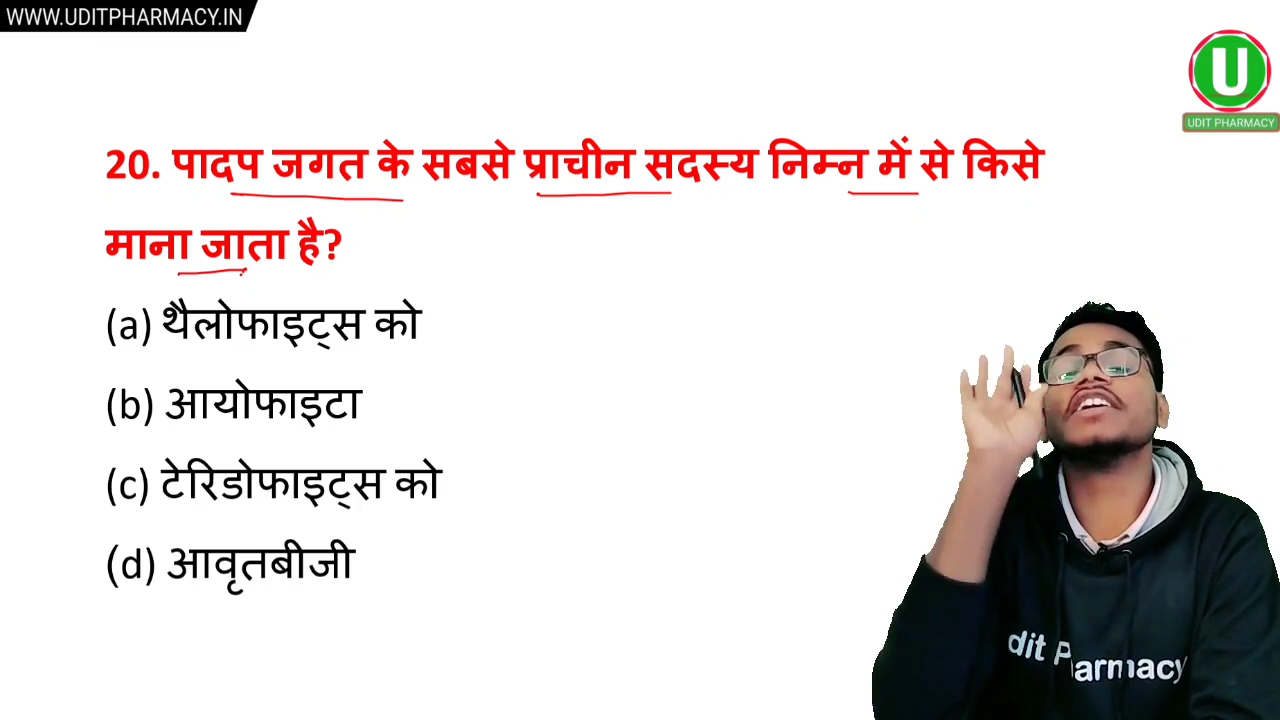 WWW.UDITPHARMACY.IN
U
UDIT PHARMACY
20. पादप जगत के सबसे प्राचीन सदस्य निम्न में से किसे
माना जाता है?
(a) थैलोफाइट्स को
(b) आयोफाइटा
(c) टेरिडोफाइट्स को
(d) आवृतबीजी
dit Pharmacy